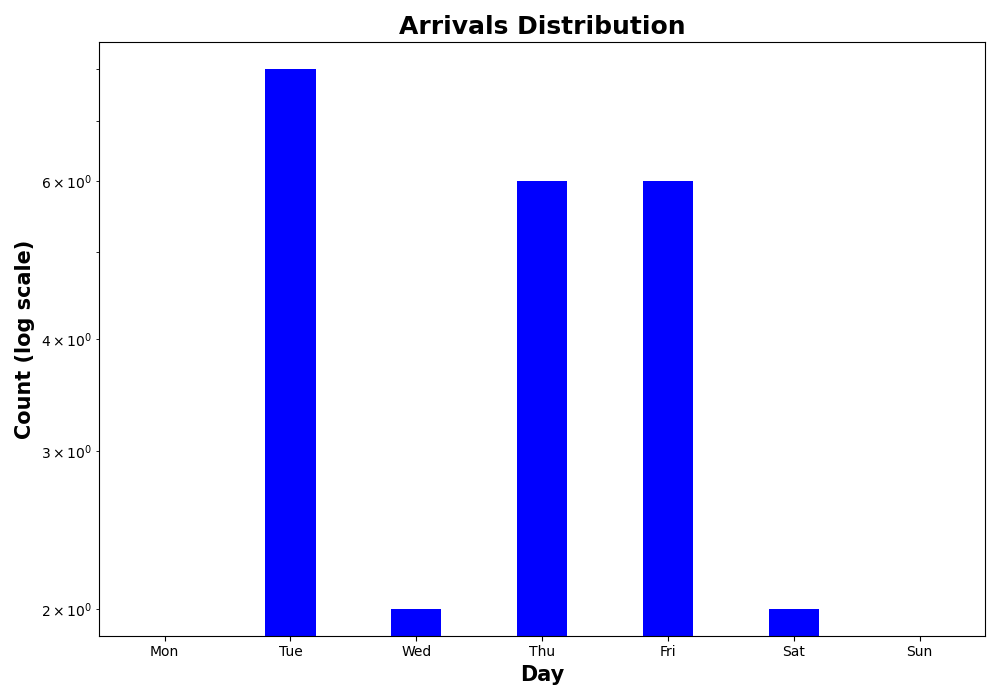 Arrivals Distribution
Count (log scale)
6 × 10⁰
4 × 10⁰
3 × 10⁰
2 × 10⁰
Mon Tue Wed Thu Fri Sat Sun
Day